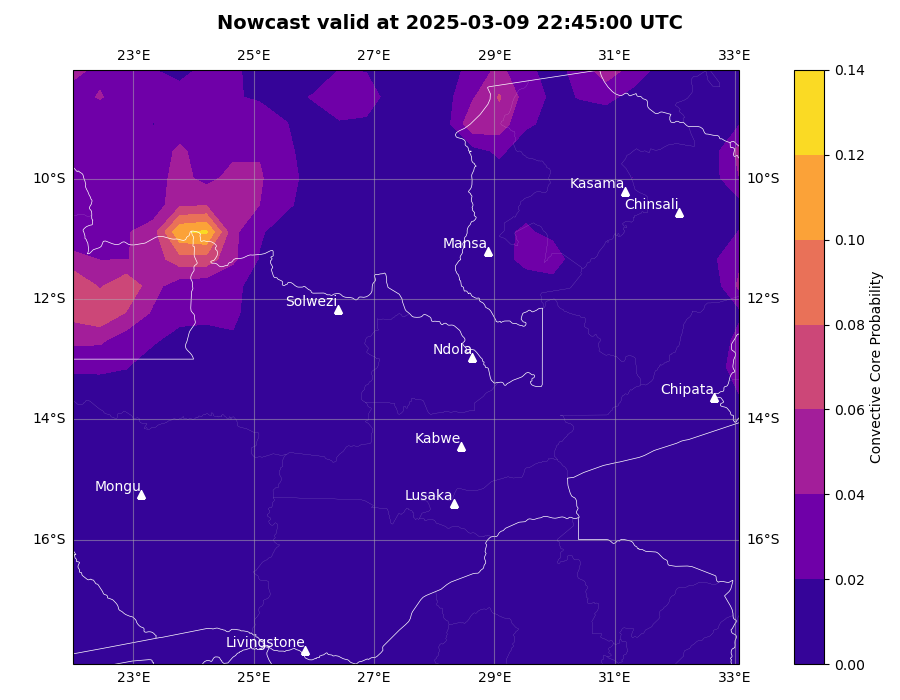 Nowcast valid at 2025-03-09 22:45:00 UTC
23°E 25°E 27°E 29°E 31°E 33°E
0.14
0.12
10°S 10°S
Kasama
Chinsali
Mansa
0.10
12°S 12°S
Solwezi
0.08
Ndola
Chipata
0.06
14°S 14°S
Kabwe
Mongu
Lusaka
0.04
16°S 16°S
0.02
Livingstone
0.00
23°E 25°E 27°E 29°E 31°E 33°E
Convective Core Probability